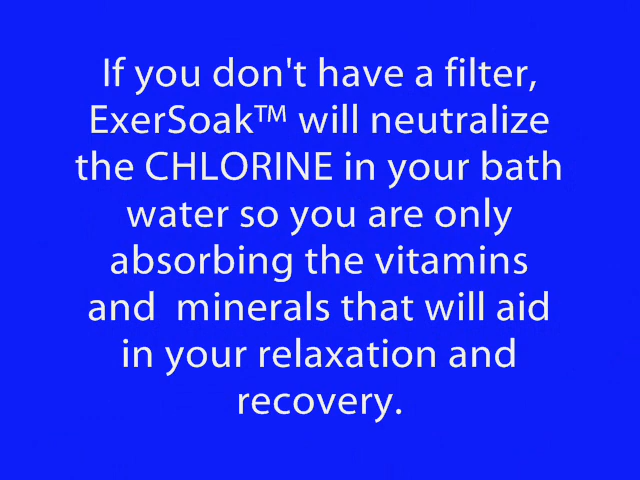 If you don't have a filter,
ExerSoak™ will neutralize
the CHLORINE in your bath
water so you are only
absorbing the vitamins
and  minerals that will aid
in your relaxation and
recovery.